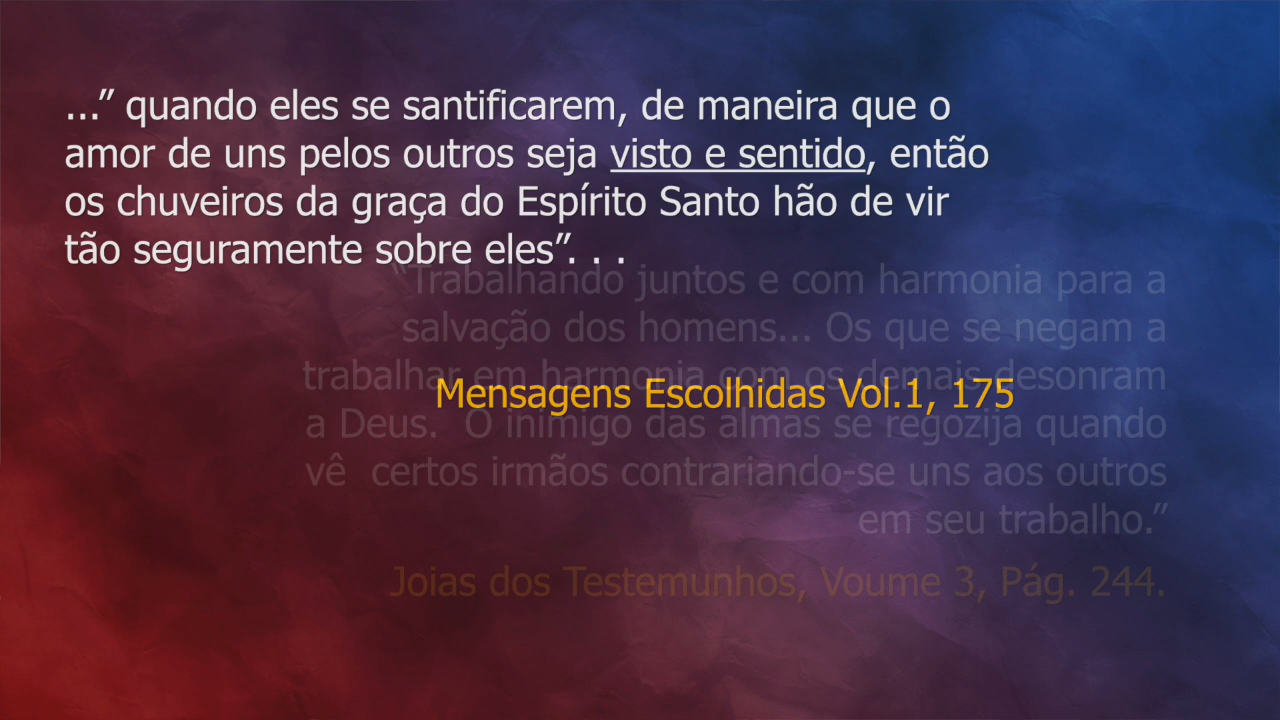 ...” quando eles se santificarem, de maneira que o
amor de uns pelos outros seja visto e sentido, então
os chuveiros da graça do Espírito Santo hão de vir
tão seguramente sobre eles”. . .
“Trabalhando juntos e com harmonia para a
salvação dos homens... Os que se negam a
trabalhar em harmonia com os demais desonram
Mensagens Escolhidas Vol.1, 175
a Deus.  O inimigo das almas se regozija quando
vê  certos irmãos contrariando-se uns aos outros
em seu trabalho.”
Joias dos Testemunhos, Voume 3, Pág. 244.